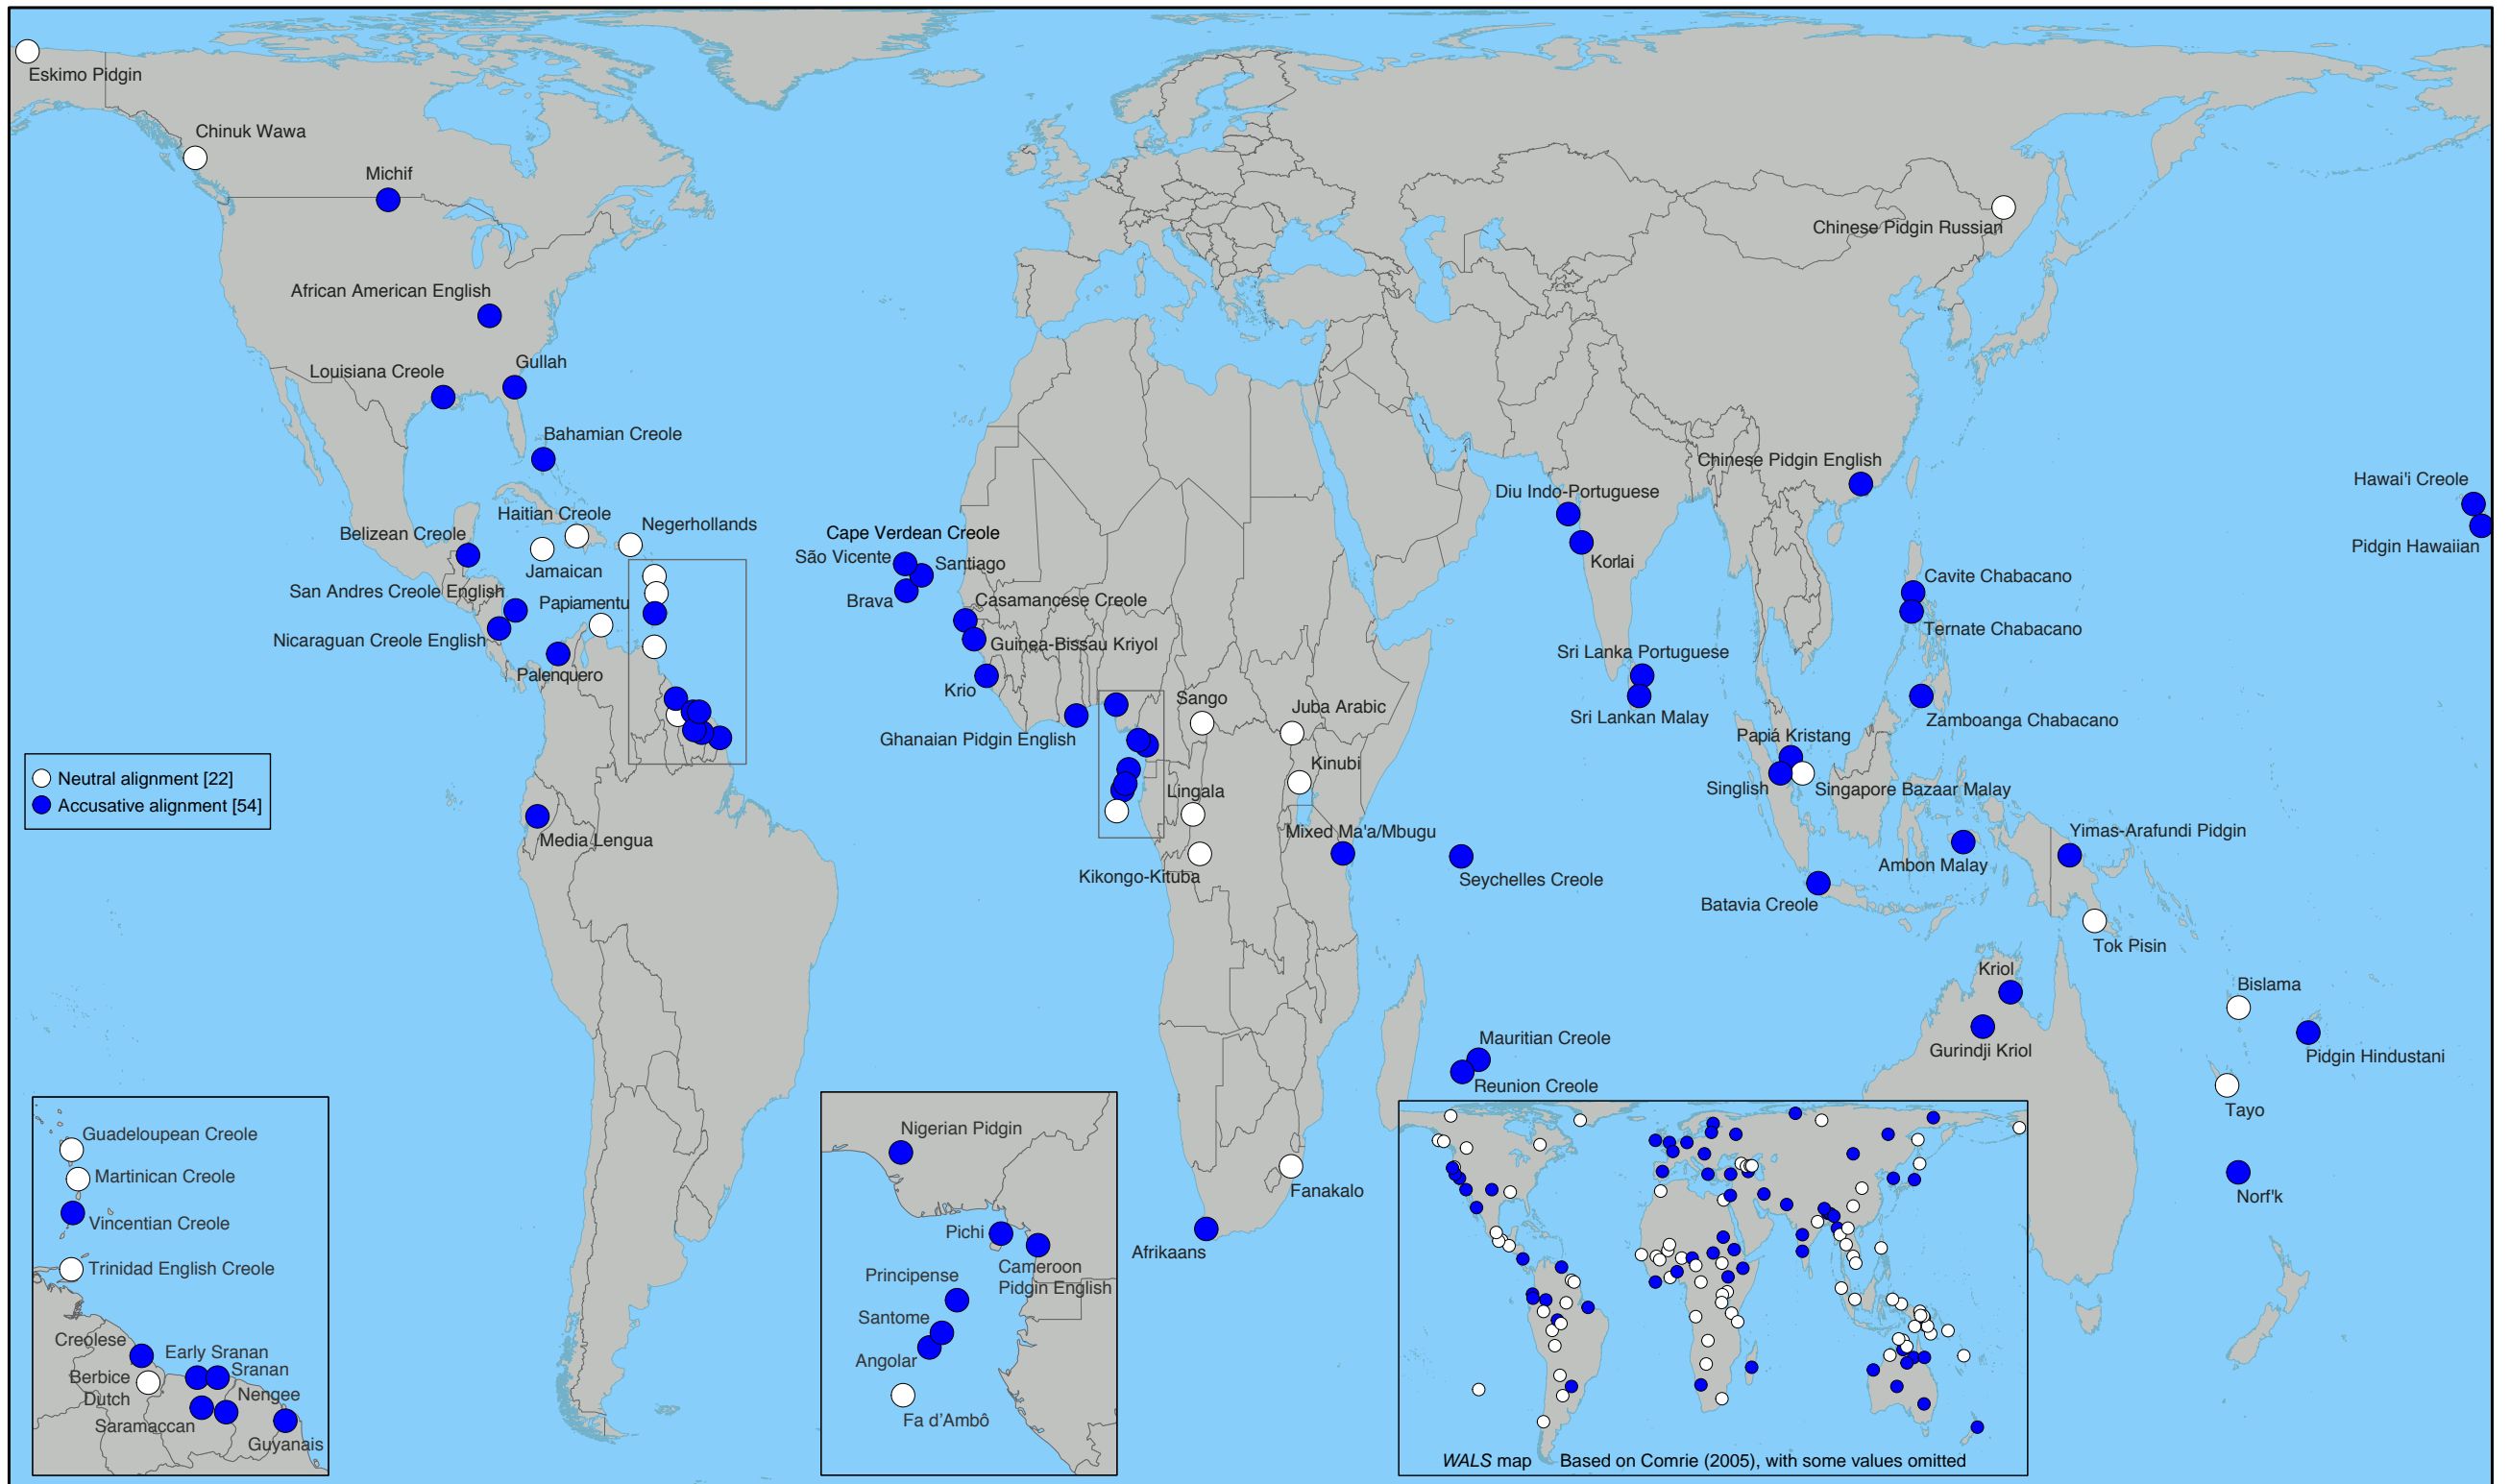 Eskimo Pidgin
Chinuk Wawa
Michif
Chinese Pidgin Russian
African American English
Gullah
Louisiana Creole
Bahamian Creole
Chinese Pidgin English
Hawai'i Creole
Diu Indo-Portuguese
Haitian Creole
Negerhollands
Belizean Creole
Cape Verdean Creole
São Vicente
Santiago
Pidgin Hawaiian
Korlai
Jamaican
Cavite Chabacano
San Andres Creole English
Papiamentu
Brava
Casamancese Creole
Ternate Chabacano
Nicaraguan Creole English
Guinea-Bissau Kriyol
Sri Lanka Portuguese
Palenquero
Krio
Sango
Juba Arabic
Sri Lankan Malay
Zamboanga Chabacano
Ghanaian Pidgin English
Papiá Kristang
Kinubi
Neutral alignment [22]
Accusative alignment [54]
Lingala
Singlish
Singapore Bazaar Malay
Media Lengua
Mixed Ma'a/Mbugu
Yimas-Arafundi Pidgin
Ambon Malay
Kikongo-Kituba
Seychelles Creole
Batavia Creole
Tok Pisin
Kriol
Bislama
Mauritian Creole
Gurindji Kriol
Pidgin Hindustani
Reunion Creole
Tayo
Fanakalo
Norf'k
Afrikaans
Guadeloupean Creole
Martinican Creole
Vincentian Creole
Trinidad English Creole
Creolese
Early Sranan
Sranan
Berbice
Dutch
Nengee
Saramaccan
Guyanais
Nigerian Pidgin
Pichi
Cameroon
Pidgin English
Principense
Santome
Angolar
Fa d'Ambô
WALS map Based on Comrie (2005), with some values omitted